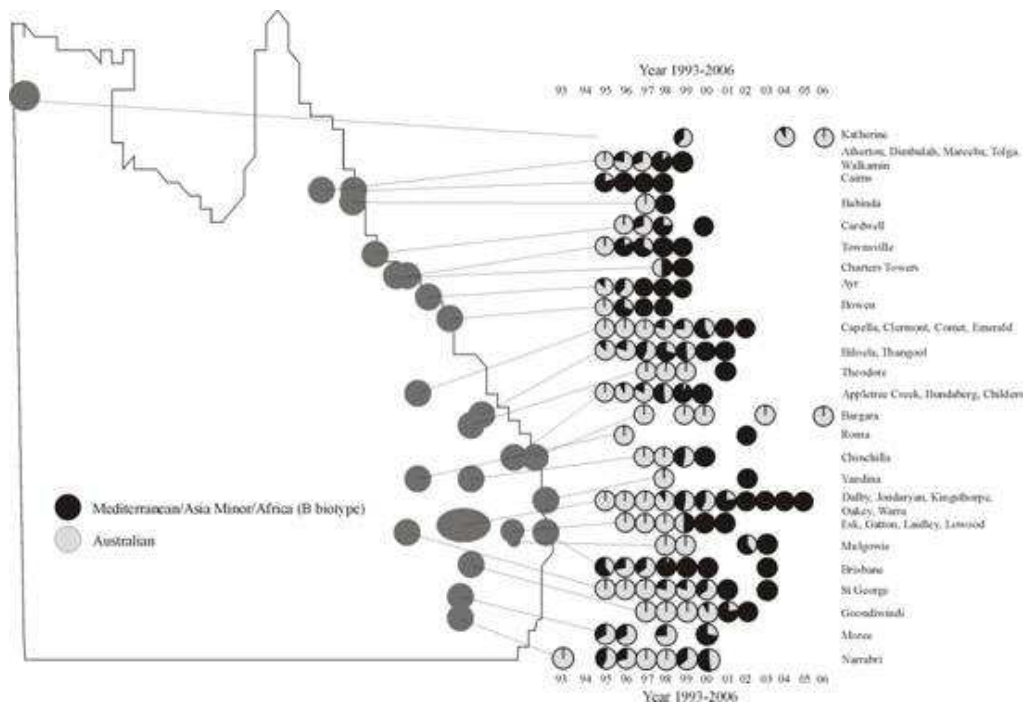 Year 1993-2006
93 94 95 96 97 98 99 00 01 02 03 04 05 06
Katherine
Atherton, Dimbulah, Mareeba, Tolga,
Walkamin
Cairns
Babinda
Cardwell
Townsville
Charters Towers
Ayr
Bowen
Capella, Clermont, Comet, Emerald
Biloela, Thangool
Theodore
Appletree Creek, Bundaberg, Childers
Bargara
Roma
Chinchilla
Yandina
Dalby, Jondaryan, Kingsthorpe,
Oakey, Warra
Esk, Gatton, Laidley, Lowood
Mulgowie
Brisbane
St George
Goondiwindi
Moree
Narrabri
Mediterranean/Asia Minor/Africa (B biotype)
Australian
93 94 95 96 97 98 99 00 01 02 03 04 05 06
Year 1993-2006